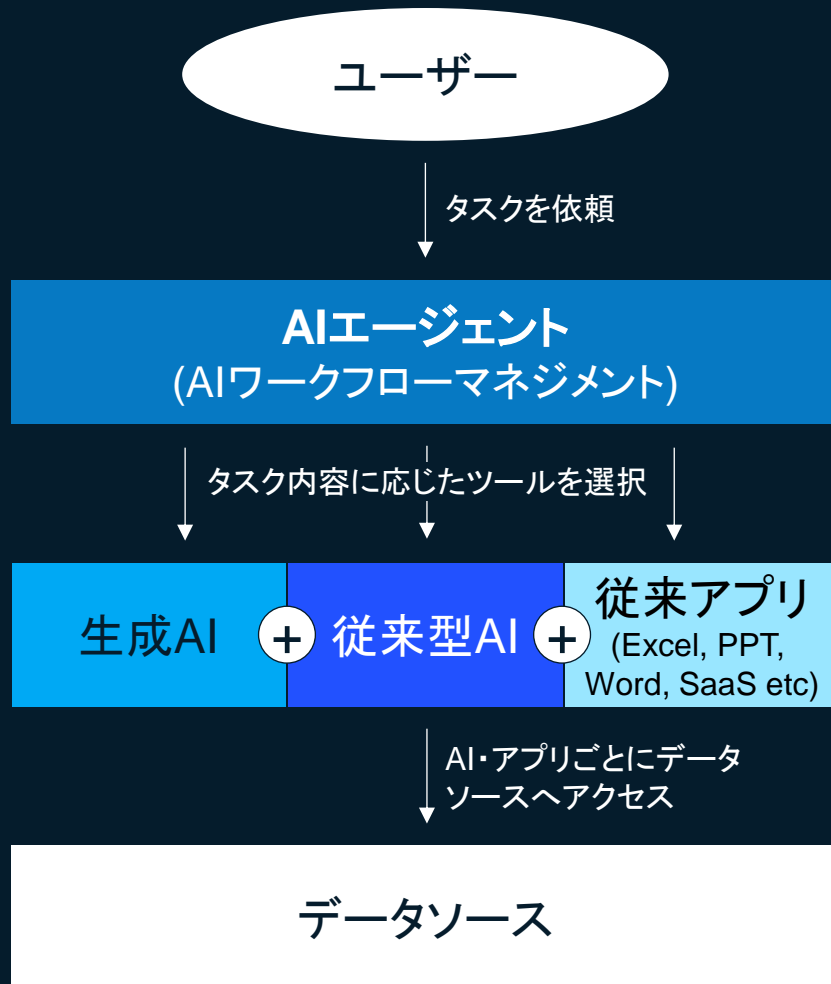 ユーザー
タスクを依頼
AIエージェント
(AIワークフローマネジメント)
タスク内容に応じたツールを選択
生成AI
+
従来型AI
+
従来アプリ
(Excel, PPT,
Word, SaaS etc)
AI・アプリごとにデータ
ソースへアクセス
データソース